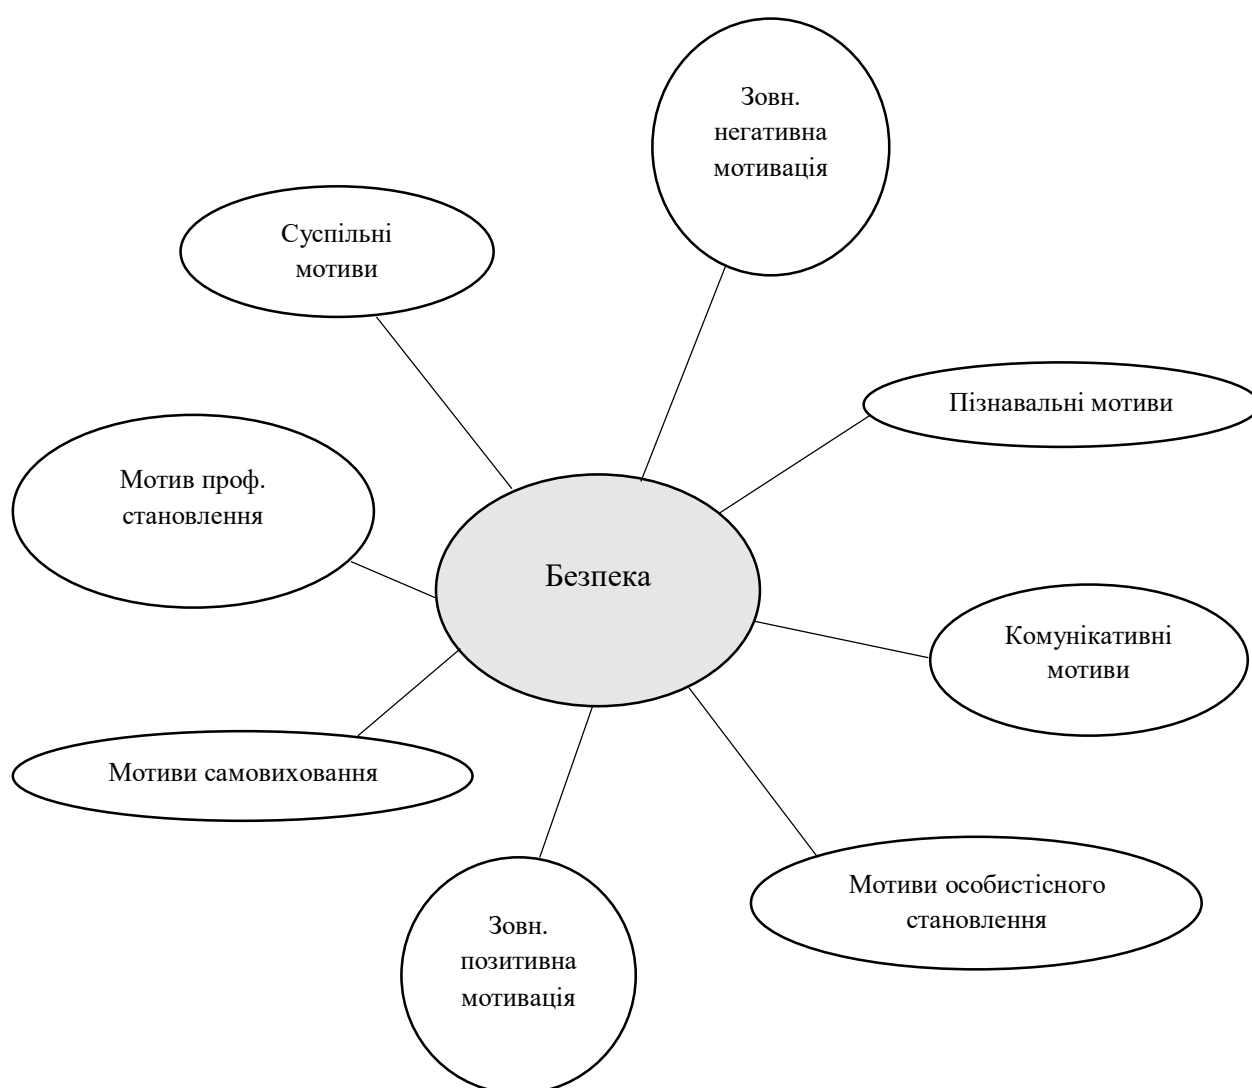 Зовн.
негативна
мотивація
Суспільні
мотиви
Пізнавальні мотиви
Мотив проф.
становлення
Безпека
Комунікативні
мотиви
Мотиви самовиховання
Мотиви особистісного
становлення
Зовн.
позитивна
мотивація